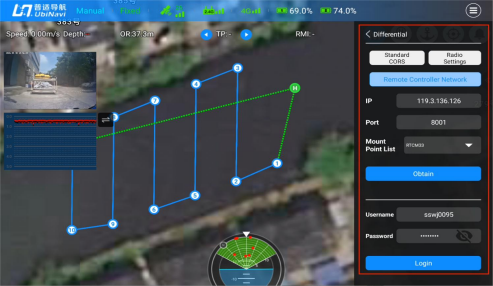 普适导航
UbiNavi
Manual
4G
69.0%
74.0%
Speed:0.00m/s Depth:
OR:37.3m
TP:-
RMI:-
Differential
Standard
CORS
Radio
Settings
Remote Controller Network
IP
119.3.136.126
Port
8001
Mount
Point List
RTCM33
Obtain
Username
sswj0095
Password
········
Login
H
3
4
7
8
1
2
5
6
9
10